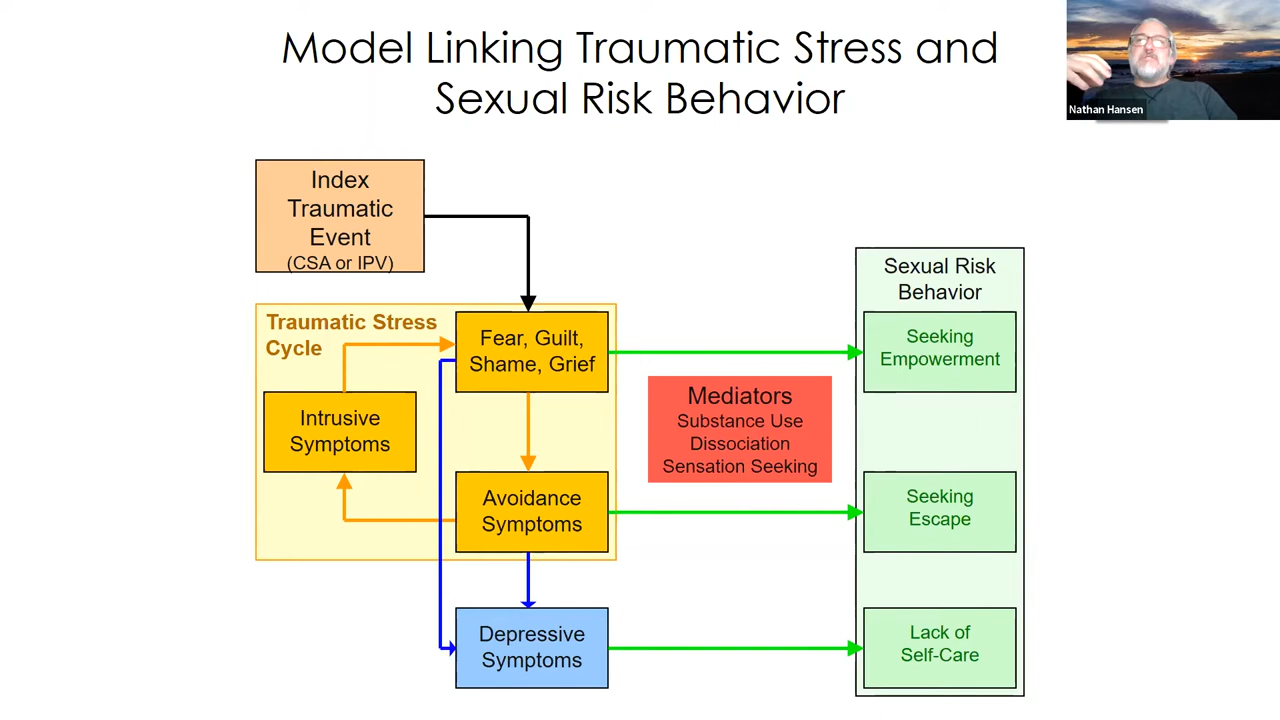 Model Linking Traumatic Stress and
Sexual Risk Behavior
Nathan Hansen
Index
Traumatic
Event
(CSA or IPV)
Traumatic Stress
Cycle
Fear, Guilt,
Shame, Grief
Intrusive
Symptoms
Avoidance
Symptoms
Depressive
Symptoms
Mediators
Substance Use
Dissociation
Sensation Seeking
Sexual Risk
Behavior
Seeking
Empowerment
Seeking
Escape
Lack of
Self-Care